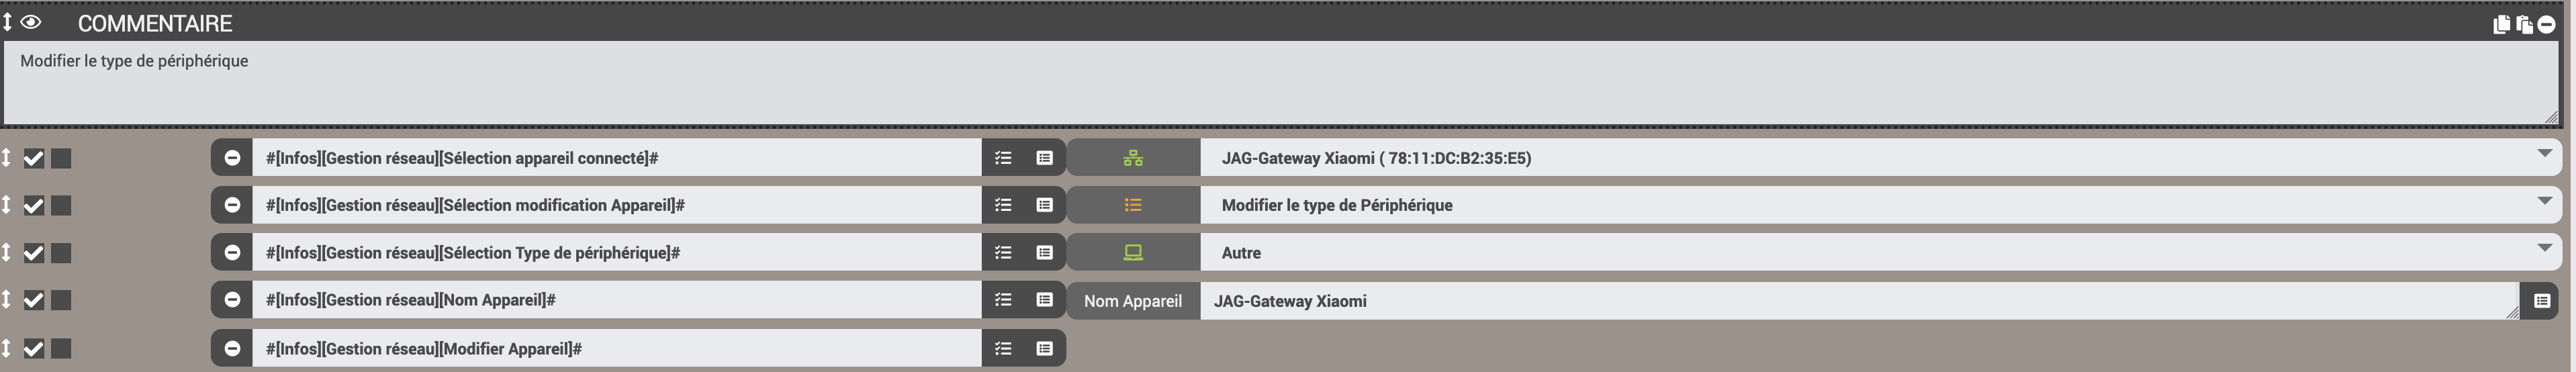 COMMENTAIRE
Modifier le type de périphérique
#[Infos][Gestion réseau][Sélection appareil connecté]# JAG-Gateway Xiaomi ( 78:11:DC:B2:35:E5)
#[Infos][Gestion réseau][Sélection modification Appareil]# Modifier le type de Périphérique
#[Infos][Gestion réseau][Sélection Type de périphérique]# Autre
#[Infos][Gestion réseau][Nom Appareil]# Nom Appareil JAG-Gateway Xiaomi
#[Infos][Gestion réseau][Modifier Appareil]#